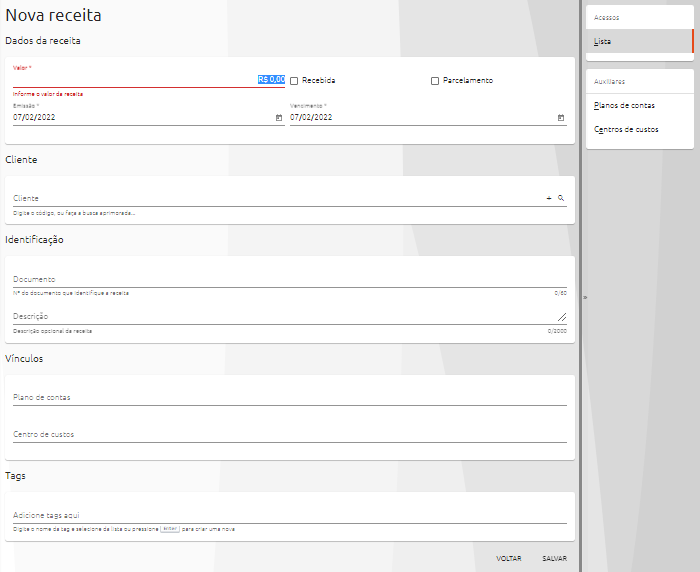 Nova receita
Dados da receita
Valor *
R$ 0,00
Recebida
Parcelamento
Informe o valor da receita
Emissão *
Vencimento *
07/02/2022
07/02/2022
Cliente
Cliente
Digite o código, ou faça a busca aprimorada...
Identificação
Documento
Nº do documento que identifique a receita
0/60
Descrição
Descrição opcional da receita
0/2000
Vínculos
Plano de contas
Centro de custos
Tags
Adicione tags aqui
Digite o nome da tag e selecione da lista ou pressione Enter para criar uma nova
VOLTAR
SALVAR
Acessos
Lista
Auxiliares
Planos de contas
Centros de custos